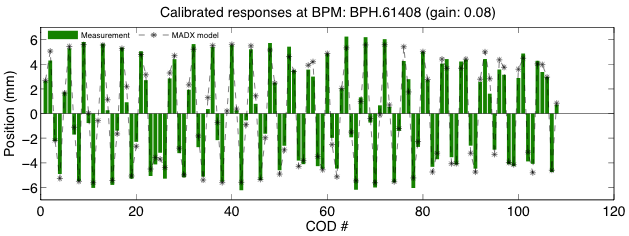 Calibrated responses at BPM: BPH.61408 (gain: 0.08)
Measurement
MADX model
Position (mm)
6
4
2
0
−2
−4
−6
0 20 40 60 80 100 120
COD #